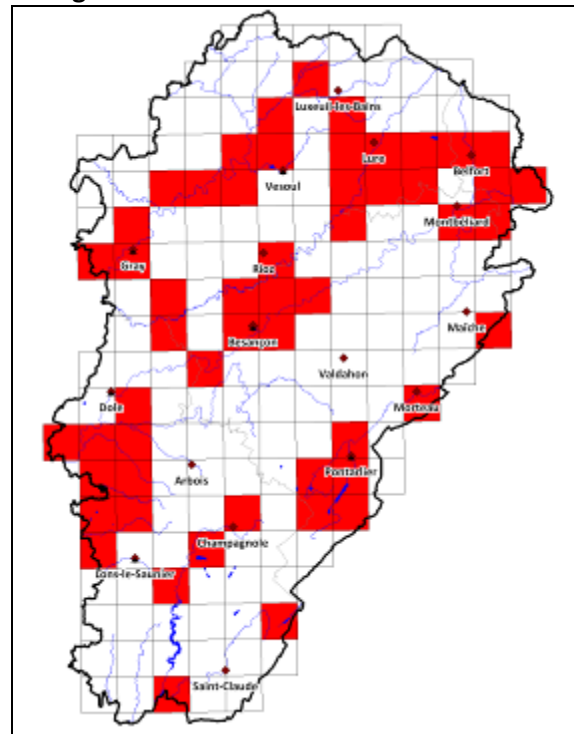 Luxeuil-les-Bains
Lure
Belfort
Vesoul
Montbéliard
Gray
Rioz
Maîche
Besançon
Valdahon
Dole
Morteau
Pontarlier
Arbois
Champagnole
Lons-le-Saunier
Saint-Claude